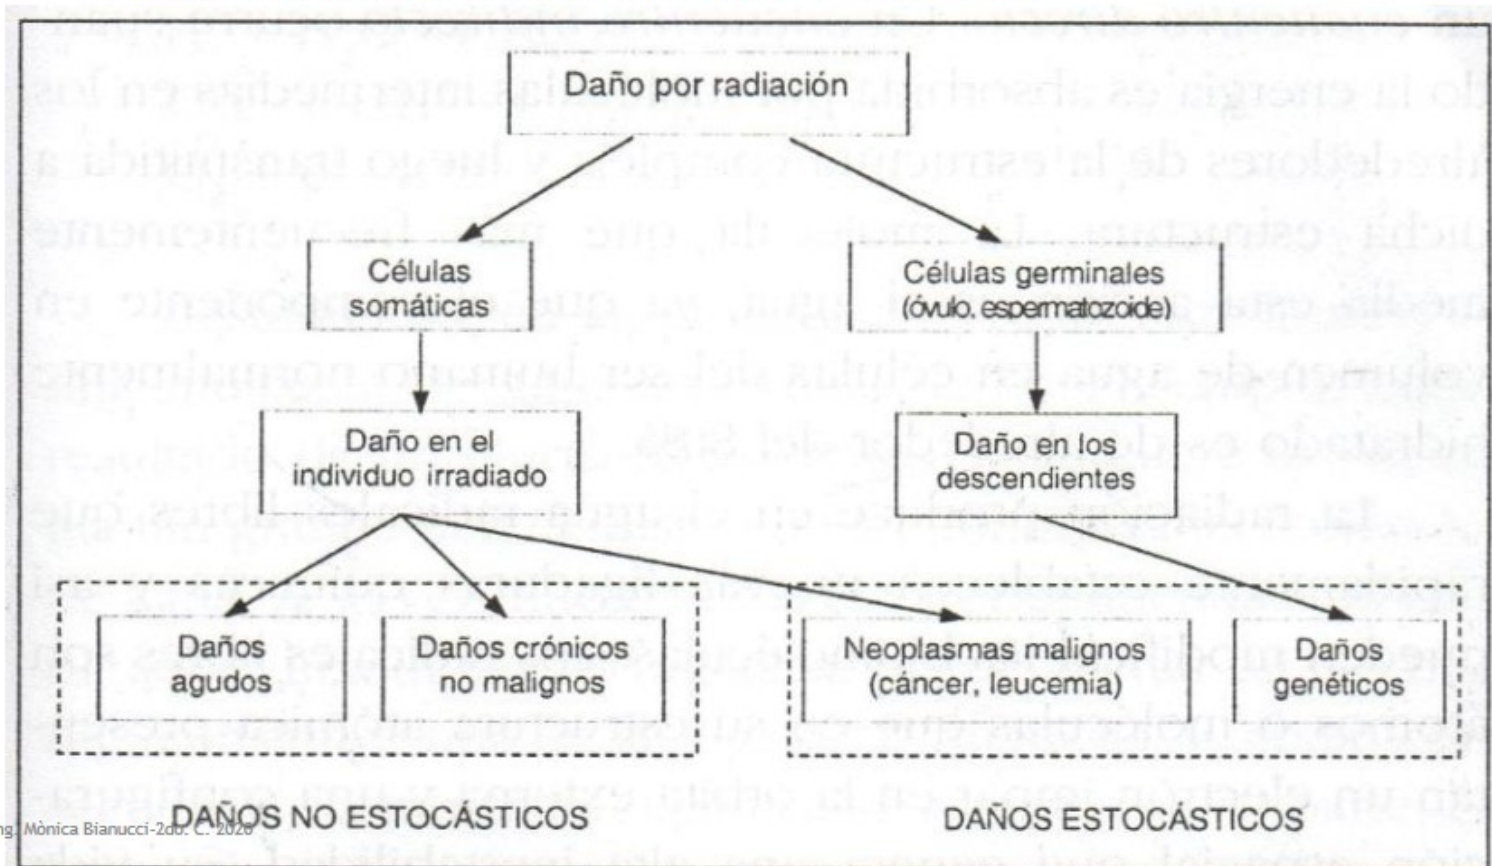 Daño por radiación
Células
somáticas
Células germinales
(óvulo, espermatozoide)
Daño en el
individuo irradiado
Daño en los
descendientes
Daños
agudos
Daños crónicos
no malignos
Neoplasmas malignos
(cáncer, leucemia)
Daños
genéticos
DAÑOS NO ESTOCÁSTICOS
DAÑOS ESTOCÁSTICOS
Mònica Bianucci-2do. C. 2020